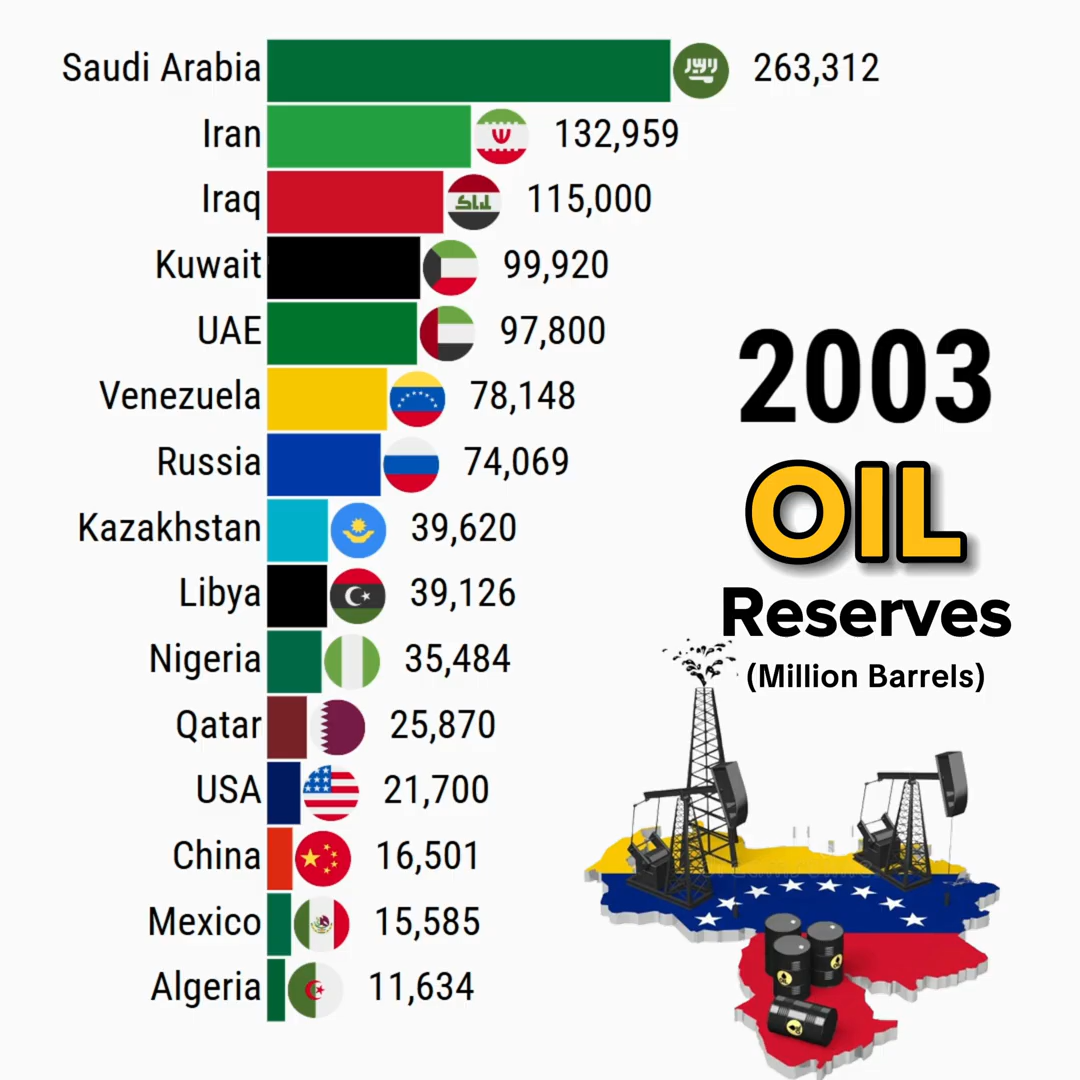 Saudi Arabia 263,312
Iran 132,959
Iraq 115,000
Kuwait 99,920
UAE 97,800
Venezuela 78,148
Russia 74,069
Kazakhstan 39,620
Libya 39,126
Nigeria 35,484
Qatar 25,870
USA 21,700
China 16,501
Mexico 15,585
Algeria 11,634
2003
OIL
Reserves
(Million Barrels)